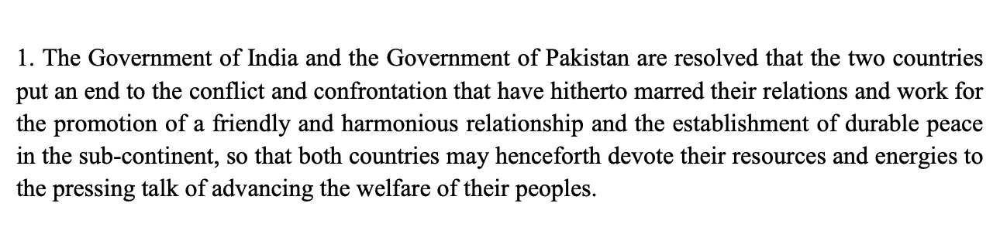 1. The Government of India and the Government of Pakistan are resolved that the two countries
put an end to the conflict and confrontation that have hitherto marred their relations and work for
the promotion of a friendly and harmonious relationship and the establishment of durable peace
in the sub-continent, so that both countries may henceforth devote their resources and energies to
the pressing talk of advancing the welfare of their peoples.